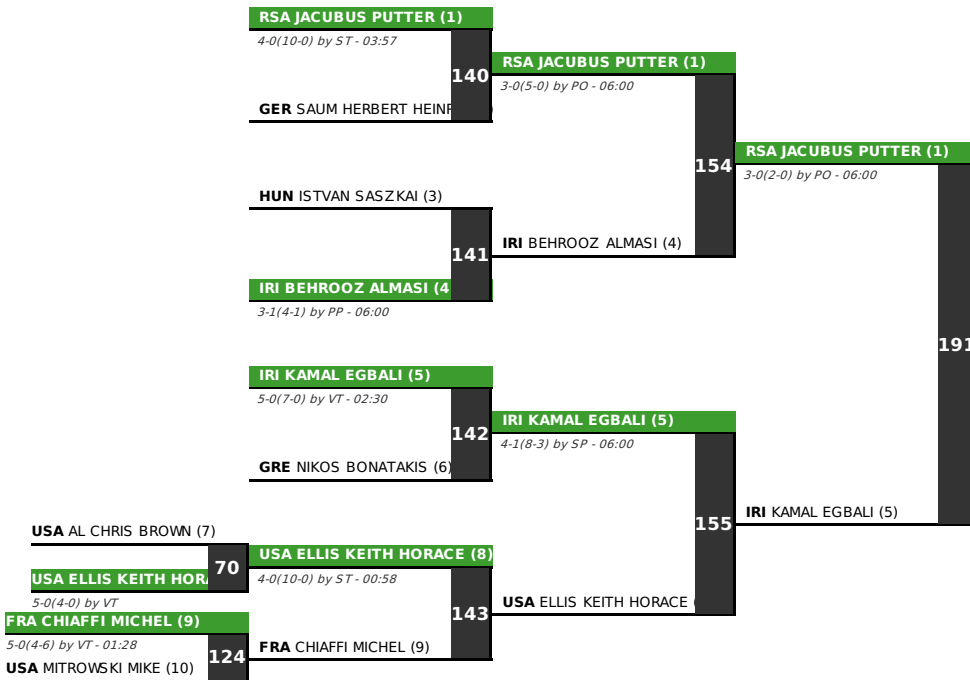 RSA JACUBUS PUTTER (1)
4-0(10-0) by ST - 03:57
140
GER SAUM HERBERT
RSA JACUBUS PUTTER (1)
3-0(5-0) by PO - 06:00
154
RSA JACUBUS PUTTER (1)
3-0(2-0) by PO - 06:00
HUN ISTVAN SASZKAI (3)
141
IRI BEHROOZ ALMASI (4)
IRI BEHROOZ ALMASI (4
3-1(4-1) by PP - 06:00
191
IRI KAMAL EGBALI (5)
5-0(7-0) by VT - 02:30
142
GRE NIKOS BONATAKIS (6)
IRI KAMAL EGBALI (5)
4-1(8-3) by SP - 06:00
155
IRI KAMAL EGBALI (5)
USA AL CHRIS BROWN (7)
70
USA ELLIS KEITH HORACE (8)
4-0(10-0) by ST - 00:58
USA ELLIS KEITH
5-0(4-0) by VT
143
USA ELLIS KEITH HORACE
FRA CHIAFFI MICHEL (9)
5-0(4-6) by VT - 01:28
124
FRA CHIAFFI MICHEL (9)
USA MITROWSKI MIKE (10)